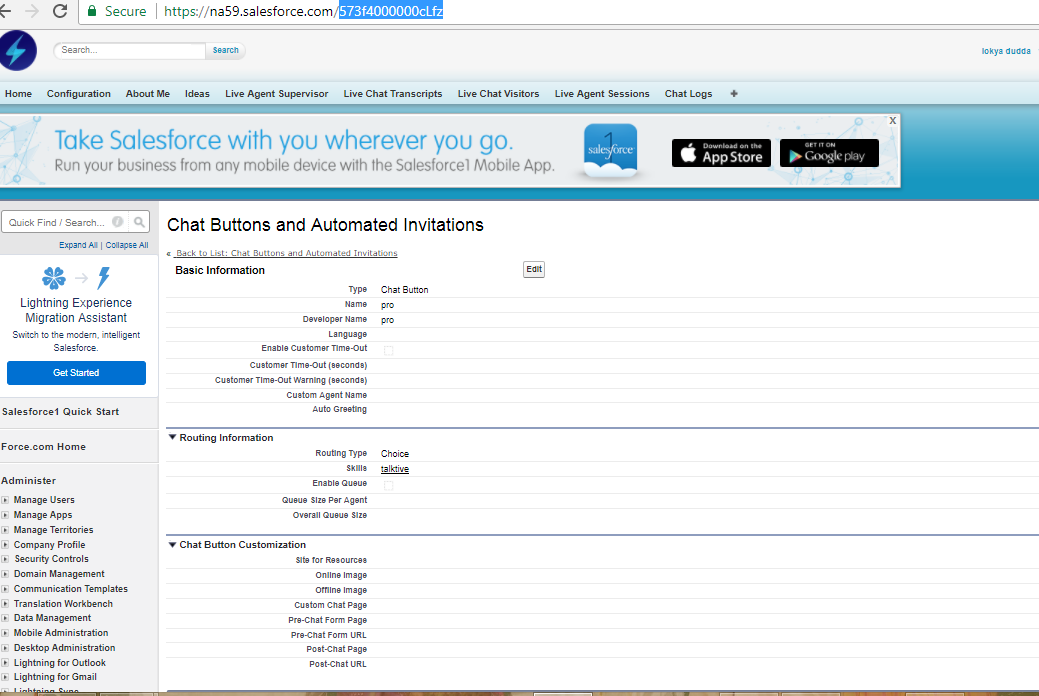 Secure https://na59.salesforce.com/573f4000000cLfz
Search... Search lokya dudda
Home Configuration About Me Ideas Live Agent Supervisor Live Chat Transcripts Live Chat Visitors Live Agent Sessions Chat Logs +
Take Salesforce with you wherever you go.
Run your business from any mobile device with the Salesforce1 Mobile App.
1
salesforce
Download on the
App Store
GET IT ON
Google play
X
Quick Find / Search... i
Expand All | Collapse All
Lightning Experience
Migration Assistant
Switch to the modern, intelligent
Salesforce.
Get Started
Salesforce1 Quick Start
Force.com Home
Administer
Manage Users
Manage Apps
Manage Territories
Company Profile
Security Controls
Domain Management
Communication Templates
Translation Workbench
Data Management
Mobile Administration
Desktop Administration
Lightning for Outlook
Lightning for Gmail
Lightning Sync
Chat Buttons and Automated Invitations
« Back to List: Chat Buttons and Automated Invitations
Basic Information Edit
Type Chat Button
Name pro
Developer Name pro
Language
Enable Customer Time-Out
Customer Time-Out (seconds)
Customer Time-Out Warning (seconds)
Custom Agent Name
Auto Greeting
Routing Information
Routing Type Choice
Skills talktive
Enable Queue
Queue Size Per Agent
Overall Queue Size
Chat Button Customization
Site for Resources
Online Image
Offline Image
Custom Chat Page
Pre-Chat Form Page
Pre-Chat Form URL
Post-Chat Page
Post-Chat URL